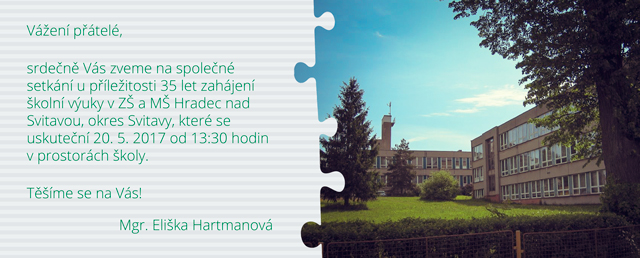 Vážení přátelé,
srdečně Vás zveme na společné
setkání u příležitosti 35 let zahájení
školní výuky v ZŠ a MŠ Hradec nad
Svitavou, okres Svitavy, které se
uskuteční 20. 5. 2017 od 13:30 hodin
v prostorách školy.
Těšíme se na Vás!
Mgr. Eliška Hartmanová